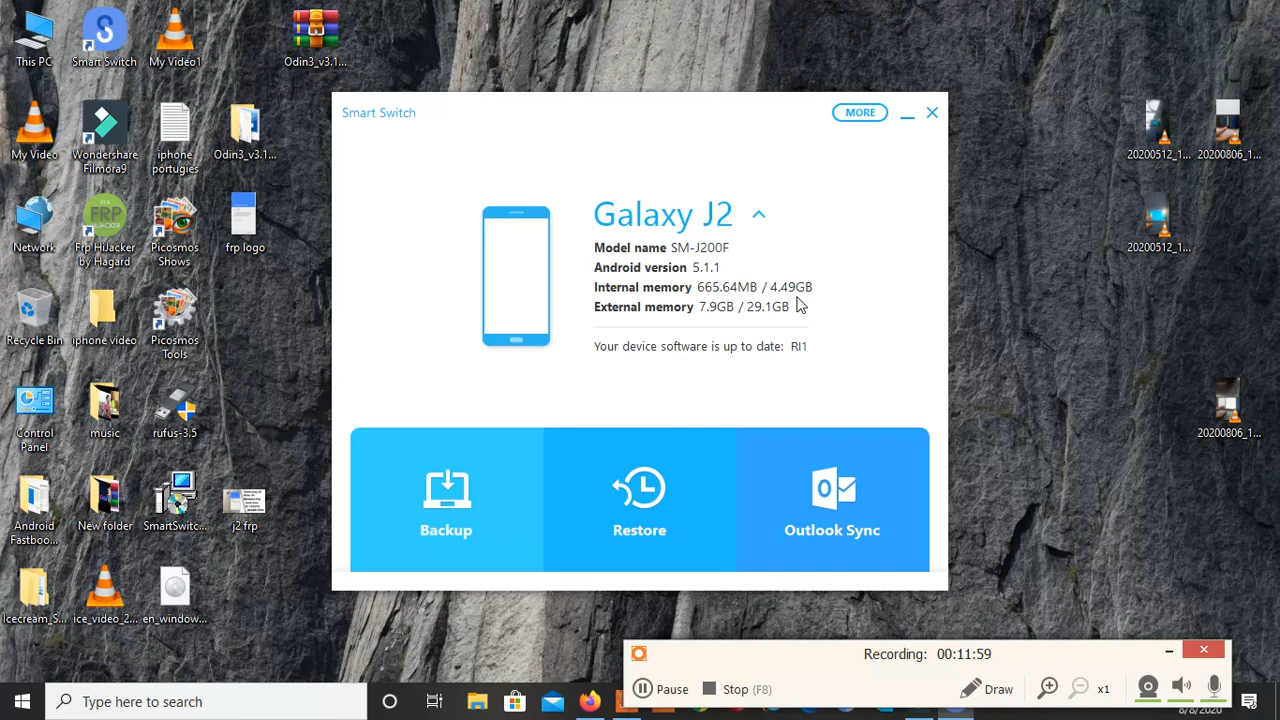 This PC
Smart Switch
My Video1
Odin3_v3.1...
My Video
Wondershare
Filmora9
iphone
portugies
Odin3_v3.1...
Network
FRP
Frp HiJacker
by Hagard
Picosmos
Shows
frp logo
Recycle Bin
iphone video
Picosmos
Tools
Control
Panel
music
rufus-3.5
Android
Fastboo...
New folder
SmartSwitc...
j2 frp
Icecream_S...
ice_video_2...
en_window...
Smart Switch
MORE
Galaxy J2
Model name SM-J200F
Android version 5.1.1
Internal memory 665.64MB / 4.49GB
External memory 7.9GB / 29.1GB
Your device software is up to date: RI1
Backup
Restore
Outlook Sync
20200512_1...
20200806_1...
20200512_1...
20200806_1...
Recording: 00:11:59
Pause
Stop (F8)
Draw
x1
Type here to search
8/8/2020